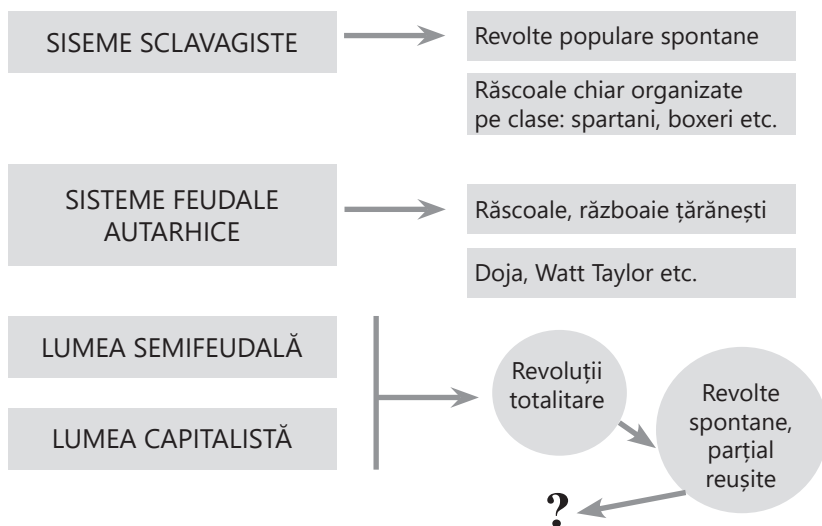 SISEME SCLAVAGISTE
Revolte populare spontane
Răscoale chiar organizate
pe clase: spartani, boxeri etc.
SISTEME FEUDALE
AUTARHICE
Răscoale, războaie țărănești
Doja, Watt Taylor etc.
LUMEA SEMIFEUDALĂ
LUMEA CAPITALISTĂ
Revoluții
totalitare
Revolte
spontane,
parțial
reușite
?